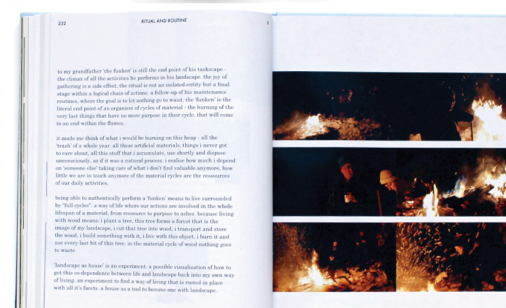 232
RITUAL AND ROUTINE
to my grandfather 'the funken' is still the end point of his taskscape -
the climax of all the activities he performs in his landscape. the joy of
gathering is a side effect, the ritual is not an isolated entity but a final
stage within a logical chain of actions. a follow-up of his maintenance
routines, where the goal is to let nothing go to waist. the 'funken' is the
literal end point of an organism of cycles of material - the burning of the
very last things that have no more purpose in their cycle, that will come
to an end within the flames.
it made me think of what i would be burning on this heap - all the
'trash' of a whole year. all these artificial materials, things i never got
to care about, all this stuff that i accumulate, use shortly and dispose
unconsciously, as if it was a natural process. i realize how much i depend
on 'someone else' taking care of what i don't find valuable anymore, how
little we are in touch anymore of the material cycles are the ressources
of our daily activities.
being able to authentically perform a 'funken' means to live surrounded
by "full cycles". a way of life where our actions are involved in the whole
lifespan of a material, from resource to purpose to ashes. because living
with wood means: i plant a tree, this tree forms a forest that is the
image of my landscape, i cut that tree into wood, i transport and store
the wood, i build something with it, i live with this object, i burn it and
use every last bit of this tree. in the material cycle of wood nothing goes
to waste.
'landscape as house' is an experiment, a possible visualization of how to
get this co-dependence between life and landscape back into my own way
of living. an experiment to find a way of living that is rooted in place
with all it's facets. a house as a tool to become one with landscape.